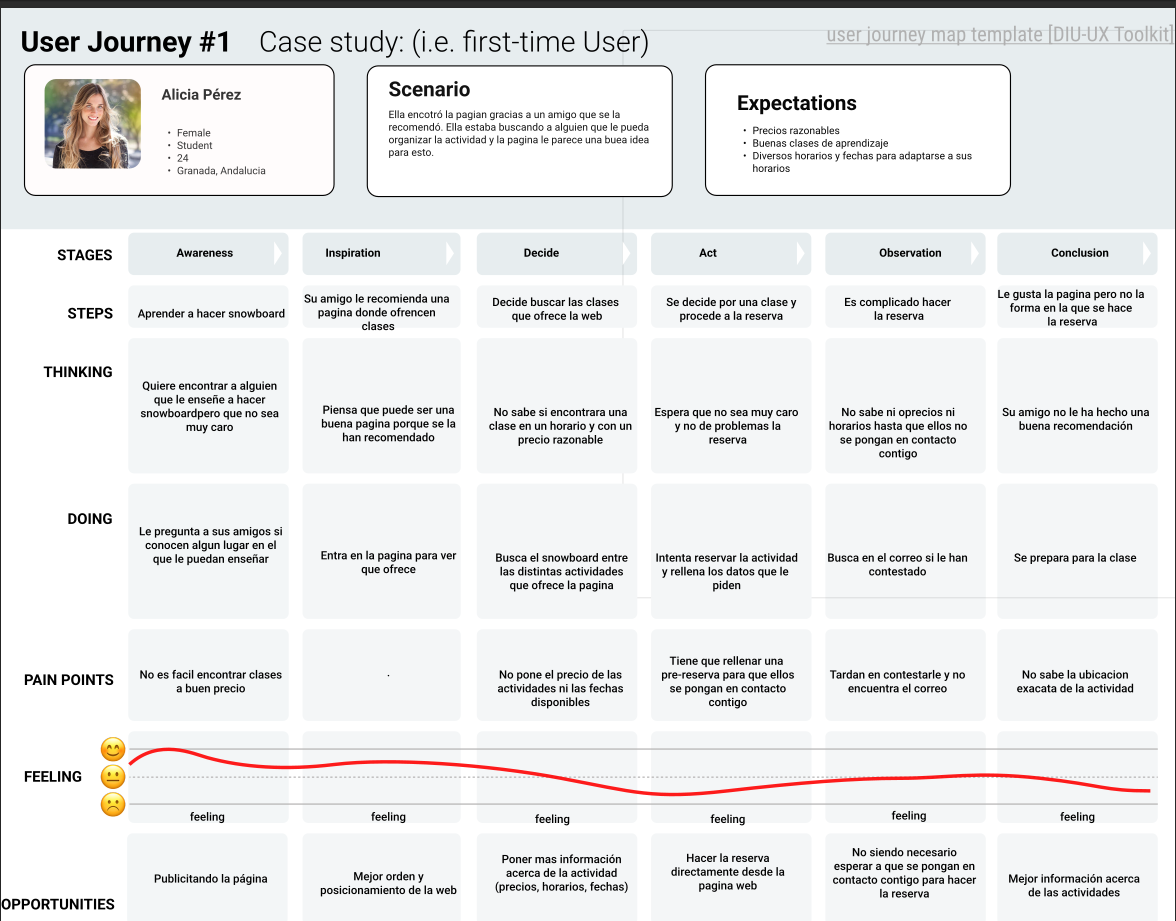 User Journey #1 Case study: (i.e. first-time User)
user journey map template [DIU-UX Toolkit]
Alicia Pérez
• Female
• Student
• 24
• Granada, Andalucia
Scenario
Ella encotró la pagian gracias a un amigo que se la
recomendó. Ella estaba buscando a alguien que le pueda
organizar la actividad y la pagina le parece una buea idea
para esto.
Expectations
• Precios razonables
• Buenas clases de aprendizaje
• Diversos horarios y fechas para adaptarse a sus
horarios
STAGES
Awareness
Inspiration
Decide
Act
Observation
Conclusion
STEPS
Aprender a hacer snowboard
Su amigo le recomienda una
pagina donde ofrencen
clases
Decide buscar las clases
que ofrece la web
Se decide por una clase y
procede a la reserva
Es complicado hacer
la reserva
Le gusta la pagina pero no la
forma en la que se hace
la reserva
THINKING
Quiere encontrar a alguien
que le enseñe a hacer
snowboardpero que no sea
muy caro
Piensa que puede ser una
buena pagina porque se la
han recomendado
No sabe si encontrara una
clase en un horario y con un
precio razonable
Espera que no sea muy caro
y no de problemas la
reserva
No sabe ni oprecios ni
horarios hasta que ellos no
se pongan en contacto
contigo
Su amigo no le ha hecho una
buena recomendación
DOING
Le pregunta a sus amigos si
conocen algun lugar en el
que le puedan enseñar
Entra en la pagina para ver
que ofrece
Busca el snowboard entre
las distintas actividades
que ofrece la pagina
Intenta reservar la actividad
y rellena los datos que le
piden
Busca en el correo si le han
contestado
Se prepara para la clase
PAIN POINTS
No es facil encontrar clases
a buen precio
.
No pone el precio de las
actividades ni las fechas
disponibles
Tiene que rellenar una
pre-reserva para que ellos
se pongan en contacto
contigo
Tardan en contestarle y no
encuentra el correo
No sabe la ubicacion
exacata de la actividad
FEELING
feeling
feeling
feeling
feeling
feeling
feeling
OPPORTUNITIES
Publicitando la página
Mejor orden y
posicionamiento de la web
Poner mas información
acerca de la actividad
(precios, horarios, fechas)
Hacer la reserva
directamente desde la
pagina web
No siendo necesario
esperar a que se pongan en
contacto contigo para hacer
la reserva
Mejor información acerca
de las actividades